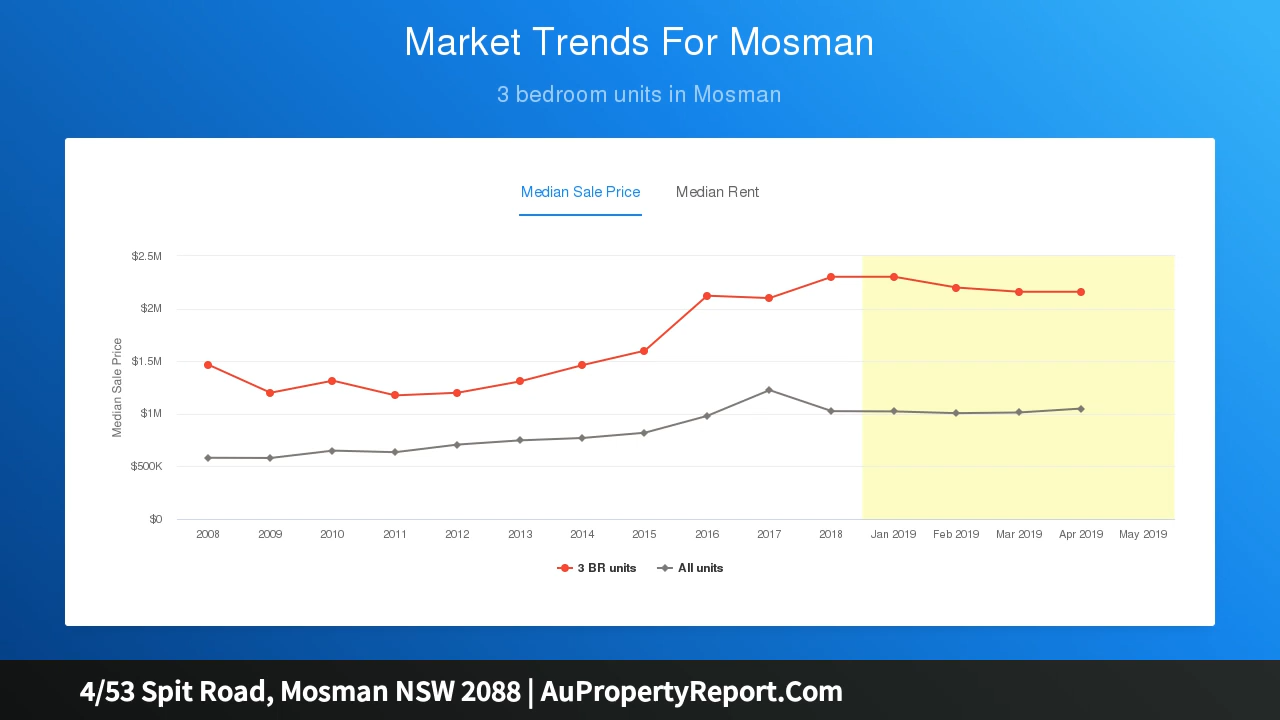 Market Trends For Mosman
3 bedroom units in Mosman
Median Sale Price Median Rent
Median Sale Price
$2.5M
$2M
$1.5M
$1M
$500K
$0
2008 2009 2010 2011 2012 2013 2014 2015 2016 2017 2018 Jan 2019 Feb 2019 Mar 2019 Apr 2019 May 2019
3 BR units All units
4/53 Spit Road, Mosman NSW 2088 | AuPropertyReport.Com